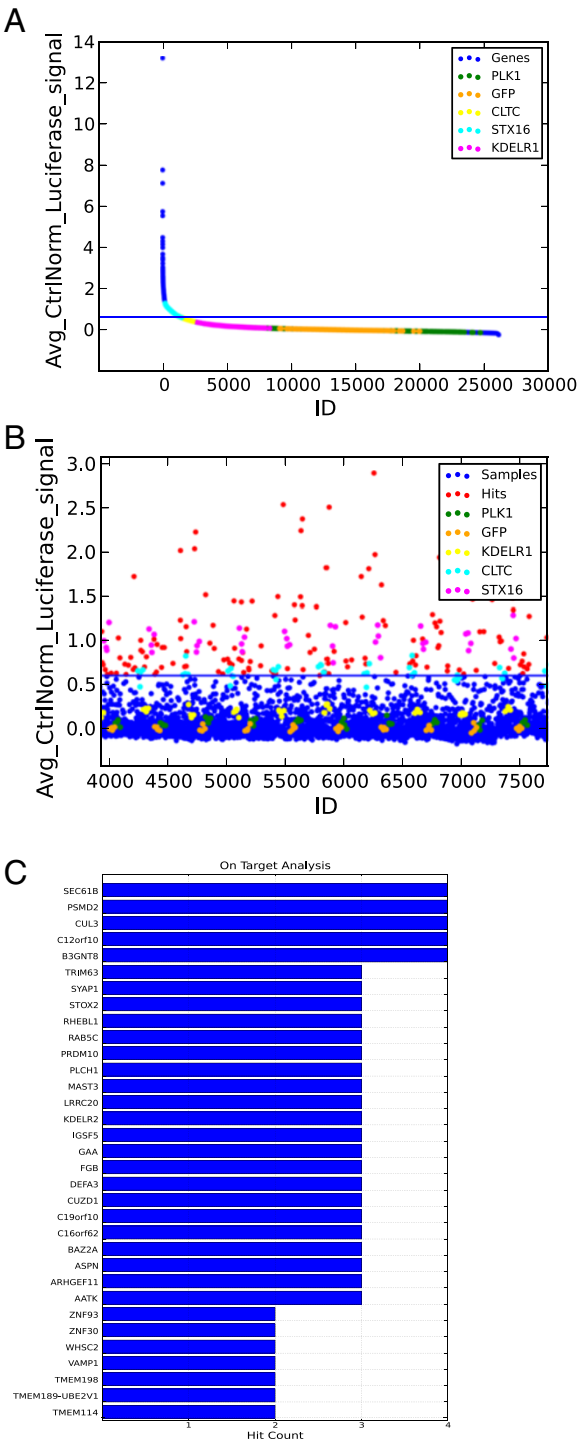 A
Avg_CtrlNorm_Luciferase_signal
14
12
10
8
6
4
2
0
Genes
PLK1
GFP
CLTC
STX16
KDELR1
0 5000 10000 15000 20000 25000 30000
ID
B
Avg_CtrlNorm_Luciferase_signal
3.0
2.5
2.0
1.5
1.0
0.5
0.0
Samples
Hits
PLK1
GFP
KDELR1
CLTC
STX16
4000 4500 5000 5500 6000 6500 7000 7500
ID
C
On Target Analysis
SEC61B
PSMD2
CUL3
C12orf10
B3GNT8
TRIM63
SYAP1
STOX2
RHEBL1
RAB5C
PRDM10
PLCH1
MAST3
LRRC20
KDELR2
IGSF5
GAA
FGB
DEFA3
CUZD1
C19orf10
C16orf62
BAZ2A
ASPN
ARHGEF11
AATK
ZNF93
ZNF30
WHSC2
VAMP1
TMEM198
TMEM189-UBE2V1
TMEM114
1 2 3 4
Hit Count